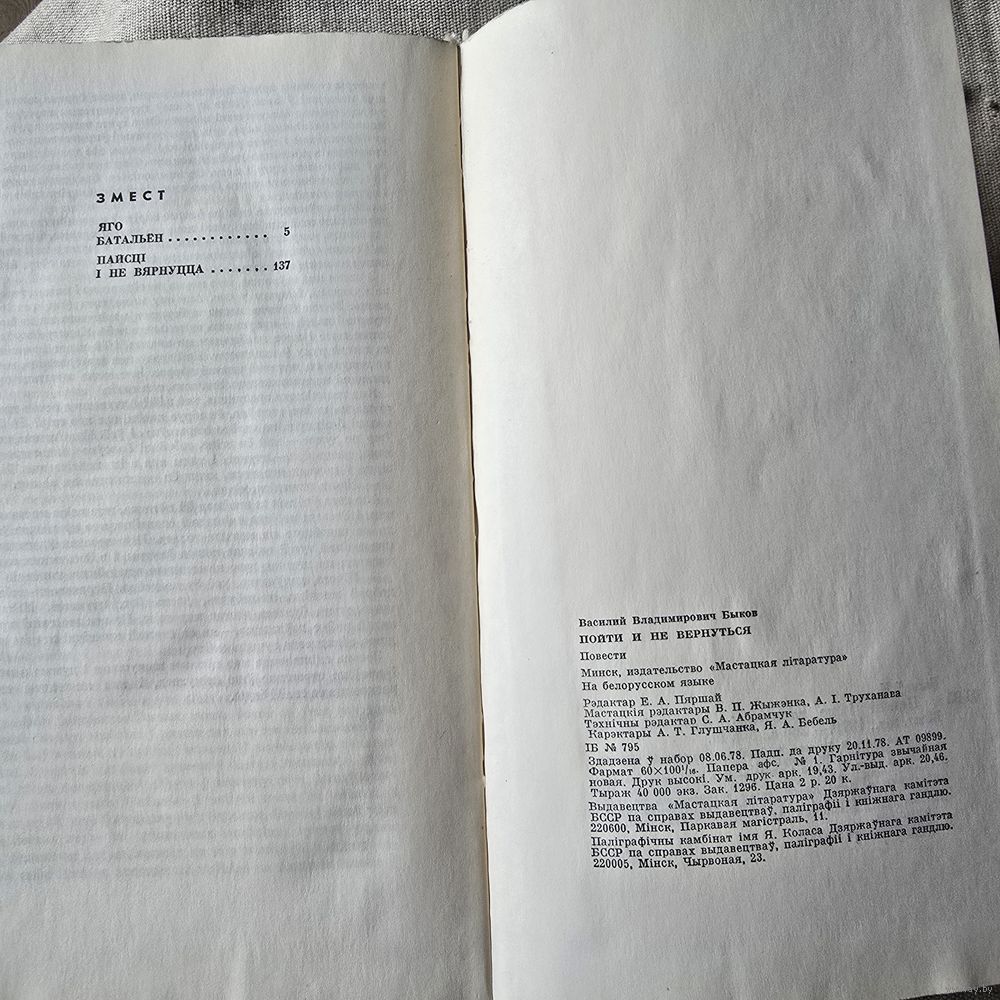 ЗМЕСТ
ЯГО
БАТАЛЬЁН . . . . . . . . . . . . 5
ПАЙСЦІ
І НЕ ВЯРНУЦЦА . . . . . . . 137
Василий Владимирович Быков
ПОЙТИ И НЕ ВЕРНУТЬСЯ
Повести
Минск, издательство «Мастацкая літаратура»
На белорусском языке
Рэдактар Е. А. Пяршай
Мастацкія рэдактары В. П. Жыжэнка, А. І. Труханава
Тэхнічны рэдактар С. А. Абрамчук
Карэктары А. Т. Глушчанка, Я. А. Бебель
ІБ № 795
Здадзена ў набор 08.06.78. Падп. да друку 20.11.78. АТ 09899.
Фармат 60×100¹/₁₆. Папера афс. № 1. Гарнітура звычайная
новая. Друк высокі. Ум. друк. арк. 19,43. Ул.-выд. арк. 20,46.
Тыраж 40 000 экз. Зак. 1296. Цана 2 р. 20 к.
Выдавецтва «Мастацкая літаратура» Дзяржаўнага камітэта
БССР па справах выдавецтваў, паліграфіі і кніжнага гандлю.
220600, Мінск, Паркавая магістраль, 11.
Паліграфічны камбінат імя Я. Коласа Дзяржаўнага камітэта
БССР па справах выдавецтваў, паліграфіі і кніжнага гандлю.
220005, Мінск, Чырвоная, 23.